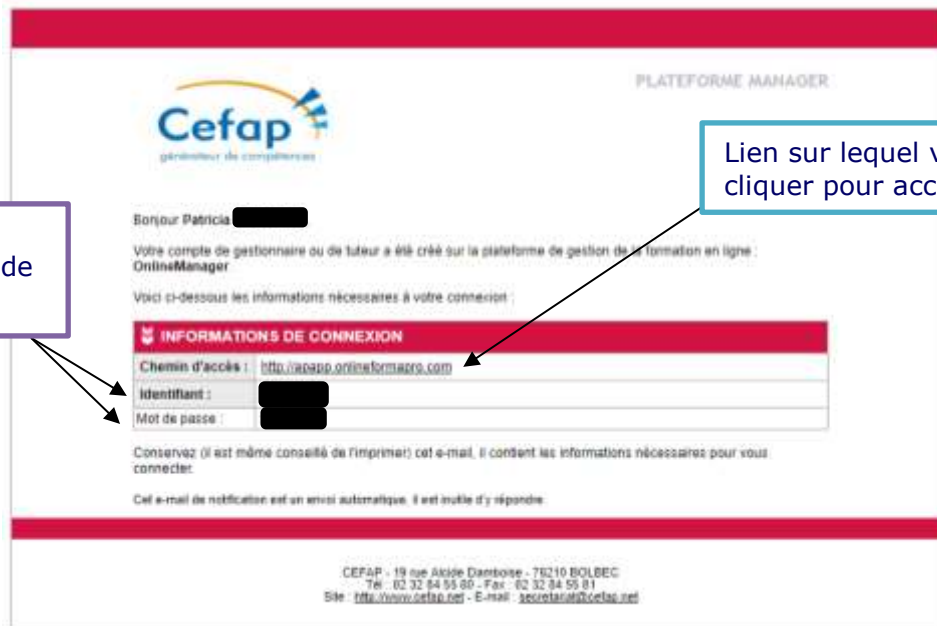 PLATEFORME MANAGER
Cefap
générateur de compétences
Lien sur lequel v
cliquer pour acc
Bonjour Patricia
Votre compte de gestionnaire ou de tuteur a été créé sur la plateforme de gestion de la formation en ligne :
OnlineManager
de
Voici ci-dessous les informations nécessaires à votre connexion :
INFORMATIONS DE CONNEXION
Chemin d'accès : http://apapp.onlineformapro.com
Identifiant :
Mot de passe :
Conservez (il est même conseillé de l'imprimer) cet e-mail, il contient les informations nécessaires pour vous
connecter.
Cet e-mail de notification est un envoi automatique, il est inutile d'y répondre.
CEFAP - 19 rue Alcide Damboise - 76210 BOLBEC
Tél : 02 32 84 55 80 - Fax : 02 32 84 55 81
Site : http://www.cefap.net - E-mail : secretariat@cefap.net